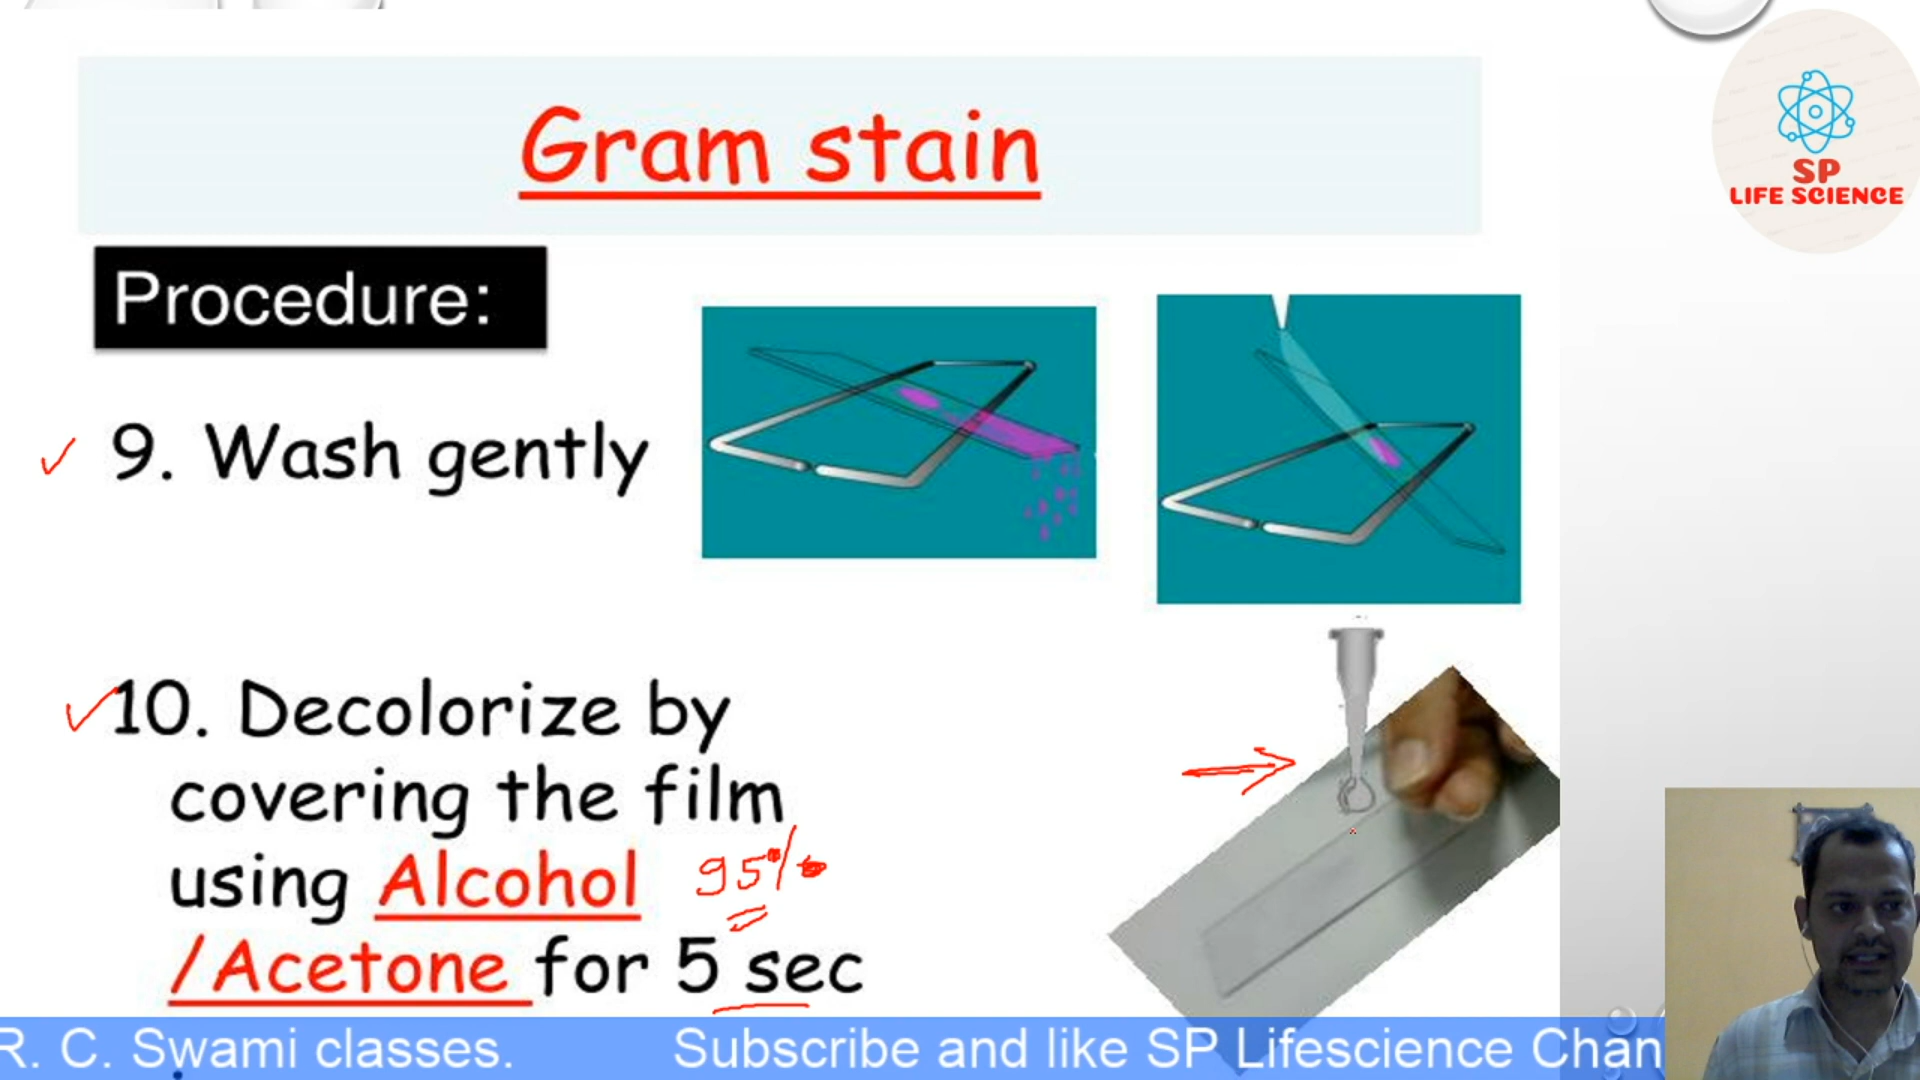 Gram stain
SP
LIFE SCIENCE
Procedure:
9. Wash gently
10. Decolorize by
covering the film
using Alcohol 95%
/Acetone for 5 sec
R. C. Swami classes. Subscribe and like SP Lifescience Chan